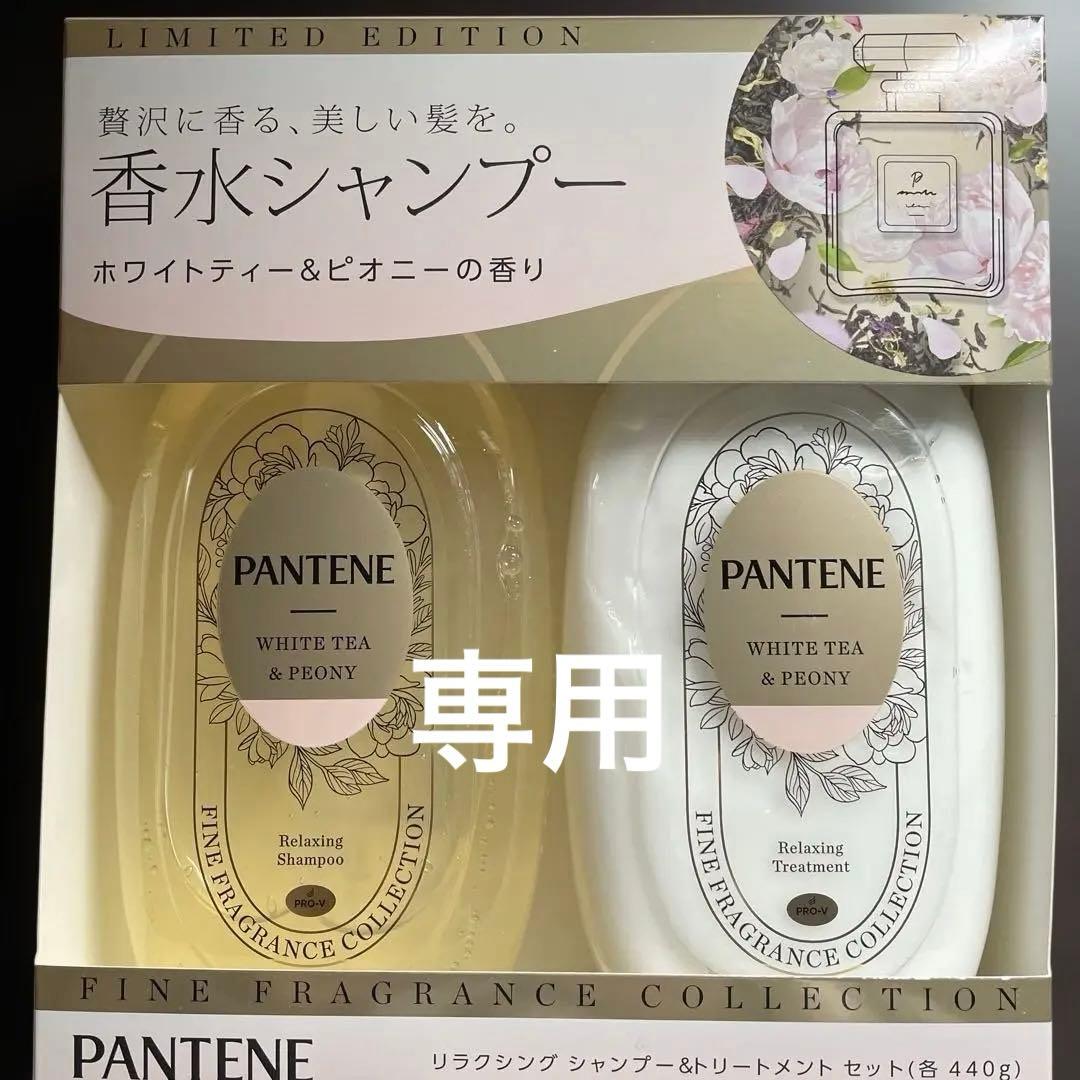 LIMITED EDITION
贅沢に香る、美しい髪を。
香水シャンプー
ホワイトティー&ピオニーの香り
PANTENE
WHITE TEA
& PEONY
Relaxing
Shampoo
PRO-V
FINE FRAGRANCE COLLECTION
PANTENE
WHITE TEA
& PEONY
Relaxing
Treatment
PRO-V
FINE FRAGRANCE COLLECTION
専用
FINE FRAGRANCE COLLECTION
PANTENE
リラクシング シャンプー&トリートメント セット(各 440g)